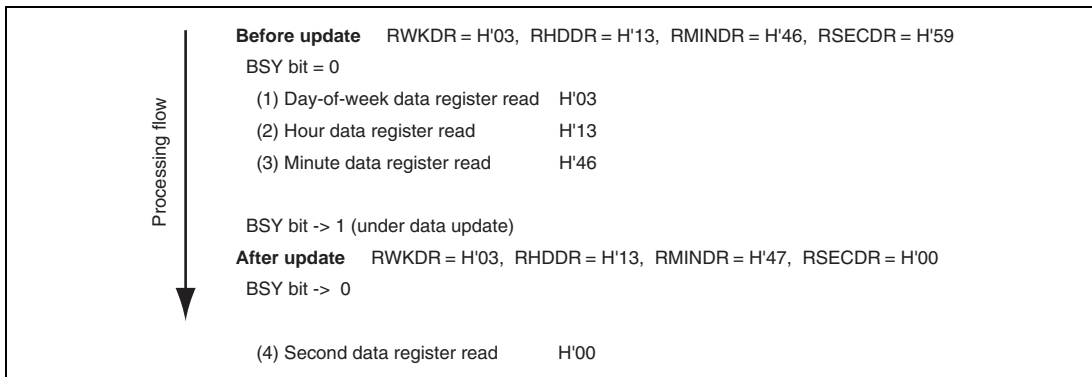 Processing flow
Before update RWKDR = H'03, RHDDR = H'13, RMINDR = H'46, RSECDR = H'59
BSY bit = 0
(1) Day-of-week data register read H'03
(2) Hour data register read H'13
(3) Minute data register read H'46
BSY bit -> 1 (under data update)
After update RWKDR = H'03, RHDDR = H'13, RMINDR = H'47, RSECDR = H'00
BSY bit -> 0
(4) Second data register read H'00